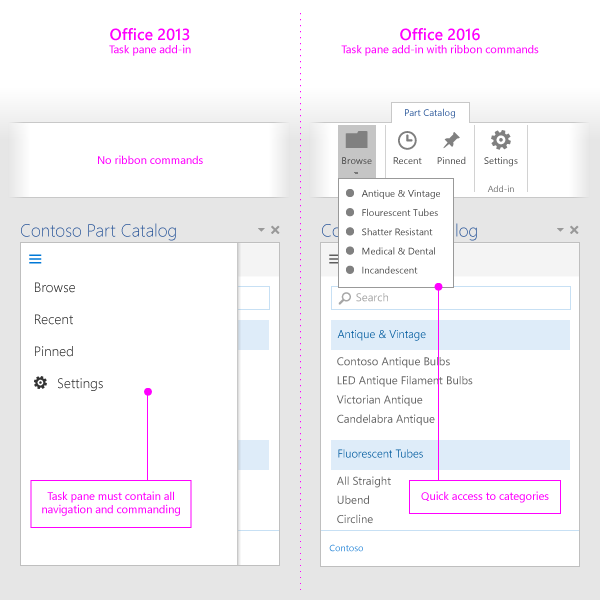 Office 2013
Task pane add-in
No ribbon commands
Contoso Part Catalog
Browse
Recent
Pinned
Settings
Task pane must contain all
navigation and commanding
Office 2016
Task pane add-in with ribbon commands
Part Catalog
Browse
Recent
Pinned
Settings
Add-in
Antique & Vintage
Flourescent Tubes
Shatter Resistant
Medical & Dental
Incandescent
Co
log
Search
Antique & Vintage
Contoso Antique Bulbs
LED Antique Filament Bulbs
Victorian Antique
Candelabra Antique
Fluorescent Tubes
All Straight
Ubend
Circline
Quick access to categories
Contoso